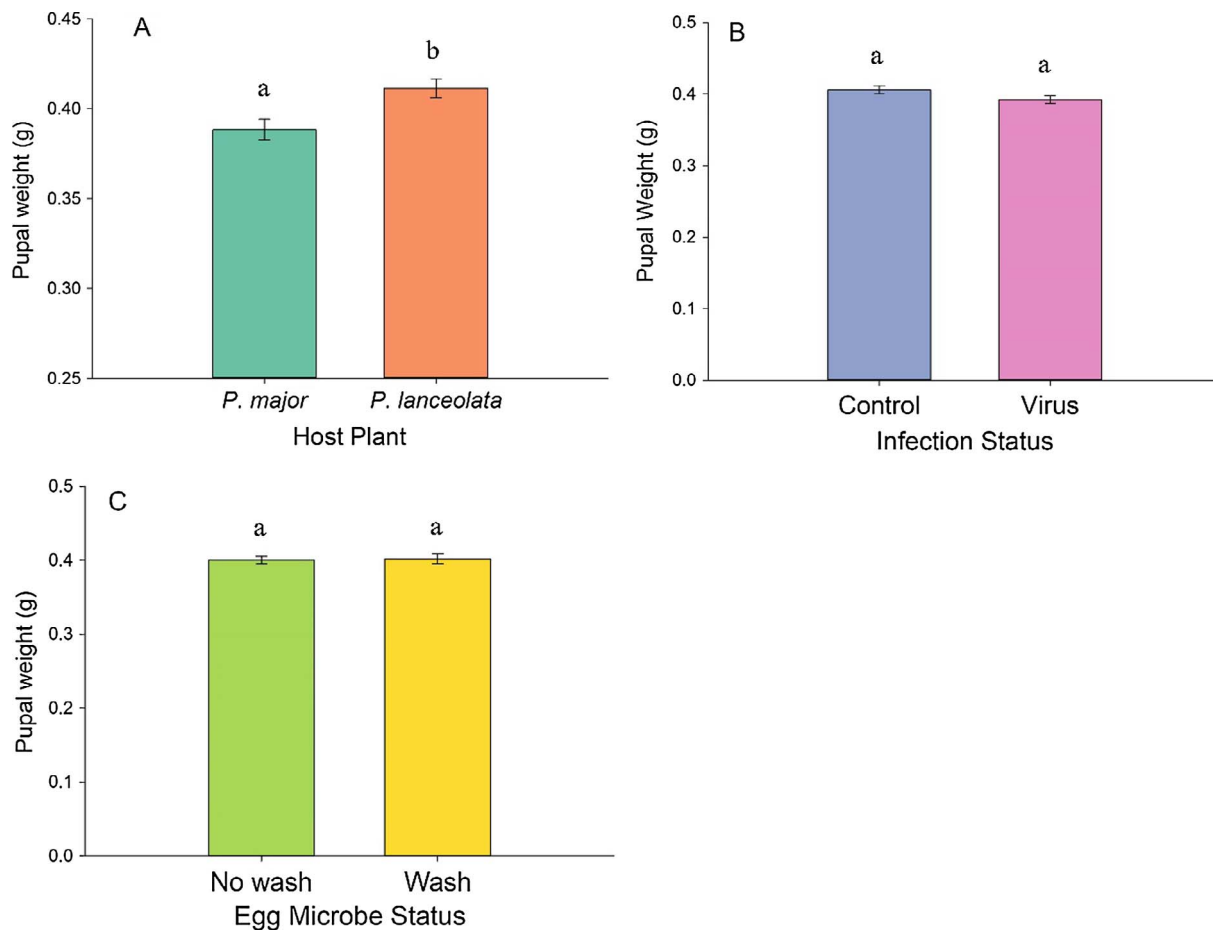 A
0.45
0.40
0.35
0.30
0.25
Pupal weight (g)
a
b
P. major
P. lanceolata
Host Plant
B
0.5
0.4
0.3
0.2
0.1
0.0
Pupal Weight (g)
a
a
Control
Virus
Infection Status
C
0.5
0.4
0.3
0.2
0.1
0.0
Pupal weight (g)
a
a
No wash
Wash
Egg Microbe Status